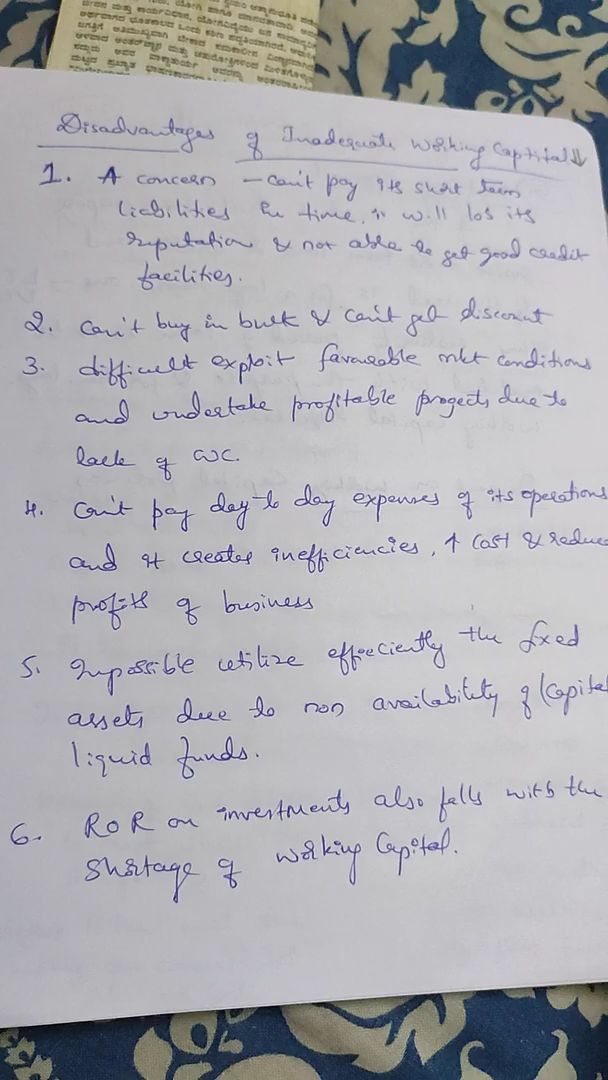 Disadvantages of Inadequate Working Capital ↓
1. A concern - can't pay its short term
liabilities in time, it will los its
reputation & not able to get good credit
facilities.
2. Can't buy in bulk & can't get discount
3. difficult exploit favourable mkt conditions
and undertake profitable projects due to
lack of WC.
4. Can't pay day to day expenses of its operations
and it creates inefficiencies, ↑ cost & reduce
profits of business
5. Impossible utilize effeciently the fixed
assets due to non availability of (Capital
liquid funds.
6. ROR on investments also falls with the
shortage of working Capital.